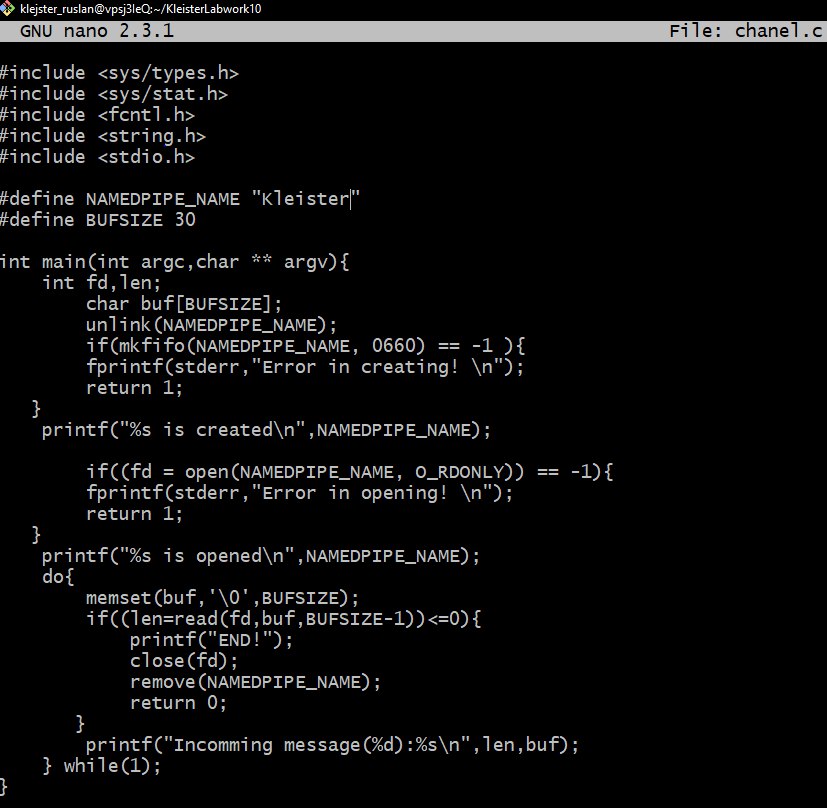 klejster_ruslan@vpsj3leQ:~/KleisterLabwork10
GNU nano 2.3.1 File: chanel.c
#include <sys/types.h>
#include <sys/stat.h>
#include <fcntl.h>
#include <string.h>
#include <stdio.h>
#define NAMEDPIPE_NAME "Kleister"
#define BUFSIZE 30
int main(int argc,char ** argv){
int fd,len;
char buf[BUFSIZE];
unlink(NAMEDPIPE_NAME);
if(mkfifo(NAMEDPIPE_NAME, 0660) == -1 ){
fprintf(stderr,"Error in creating! \n");
return 1;
}
printf("%s is created\n",NAMEDPIPE_NAME);
if((fd = open(NAMEDPIPE_NAME, O_RDONLY)) == -1){
fprintf(stderr,"Error in opening! \n");
return 1;
}
printf("%s is opened\n",NAMEDPIPE_NAME);
do{
memset(buf,'\0',BUFSIZE);
if((len=read(fd,buf,BUFSIZE-1))<=0){
printf("END!");
close(fd);
remove(NAMEDPIPE_NAME);
return 0;
}
printf("Incomming message(%d):%s\n",len,buf);
} while(1);
}